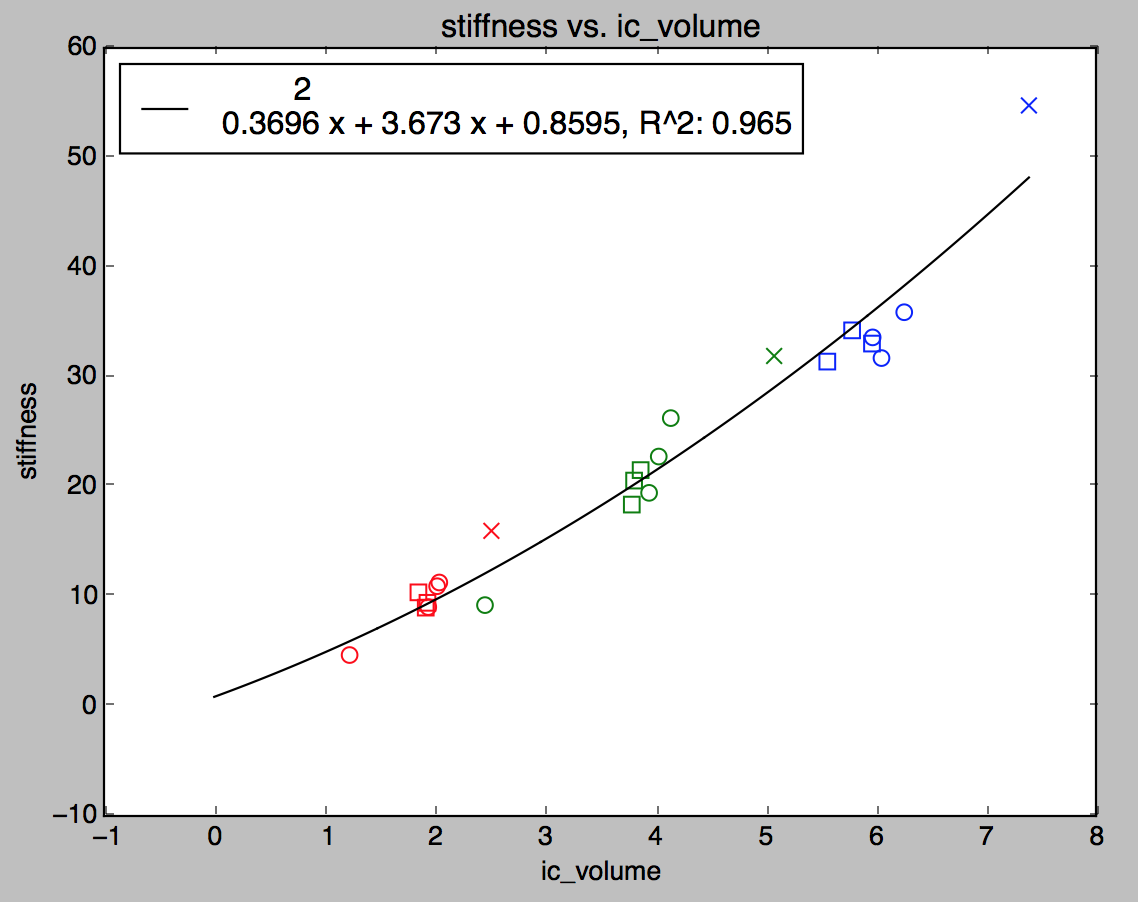 stiffness vs. ic_volume
2
0.3696 x + 3.673 x + 0.8595, R^2: 0.965
60
50
40
30
20
10
0
−10
stiffness
−1 0 1 2 3 4 5 6 7 8
ic_volume